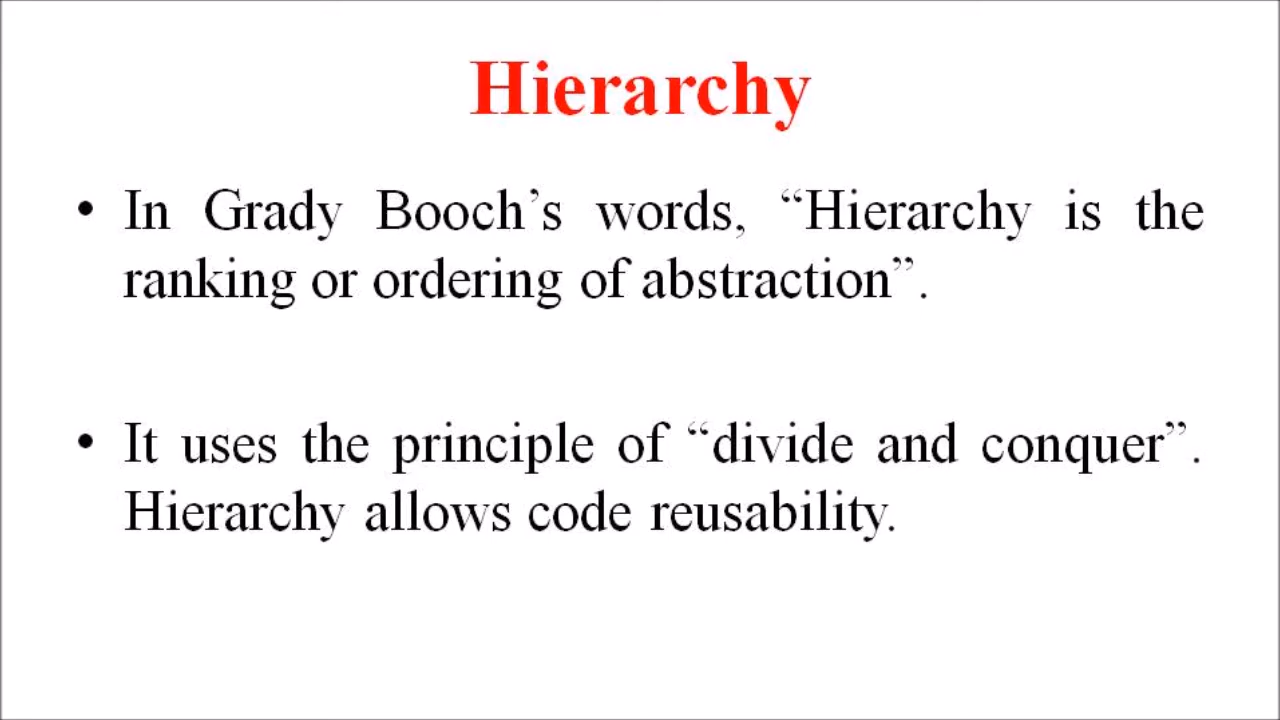 Hierarchy
• In Grady Booch’s words, “Hierarchy is the
ranking or ordering of abstraction”.
• It uses the principle of “divide and conquer”.
Hierarchy allows code reusability.